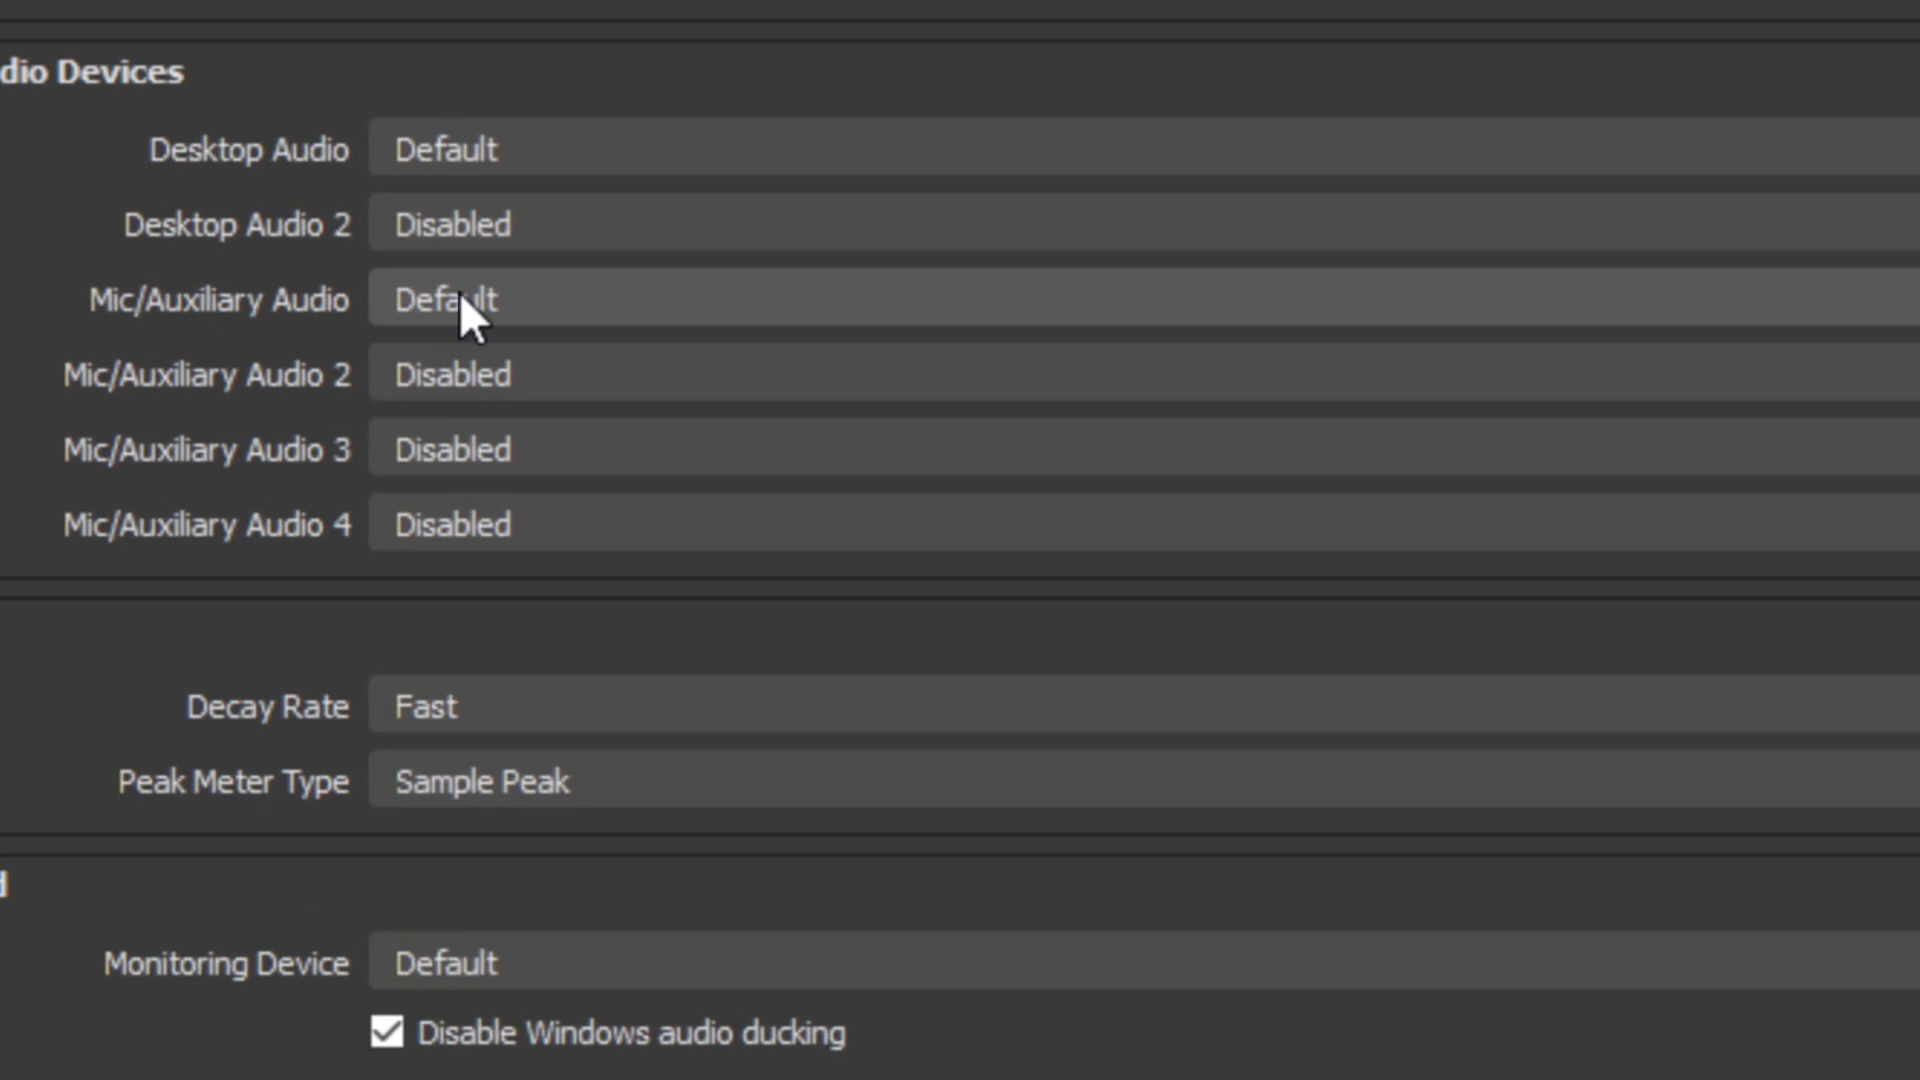 dio Devices
Desktop Audio Default
Desktop Audio 2 Disabled
Mic/Auxiliary Audio Default
Mic/Auxiliary Audio 2 Disabled
Mic/Auxiliary Audio 3 Disabled
Mic/Auxiliary Audio 4 Disabled
Decay Rate Fast
Peak Meter Type Sample Peak
d
Monitoring Device Default
Disable Windows audio ducking